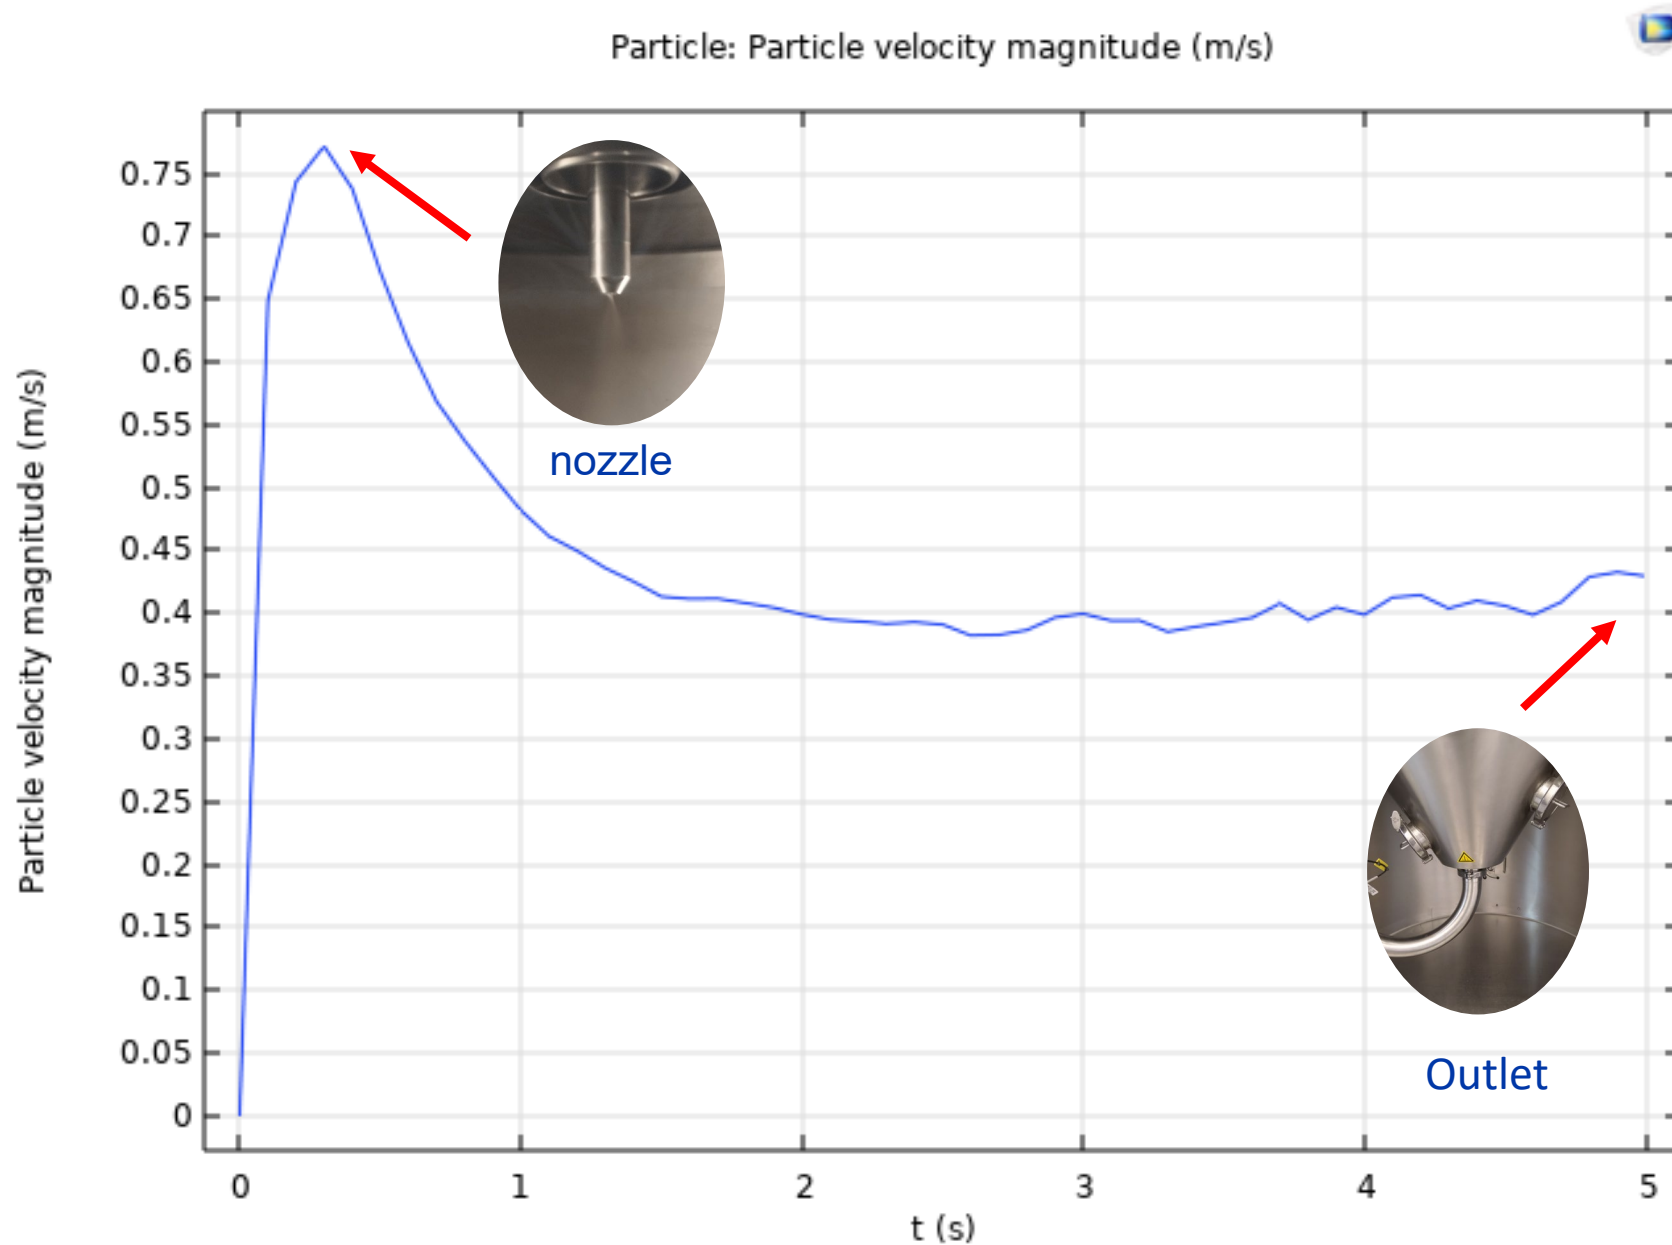 Particle: Particle velocity magnitude (m/s)
Particle velocity magnitude (m/s)
0.75
0.7
0.65
0.6
0.55
0.5
0.45
0.4
0.35
0.3
0.25
0.2
0.15
0.1
0.05
0
nozzle
Outlet
0 1 2 3 4 5
t (s)